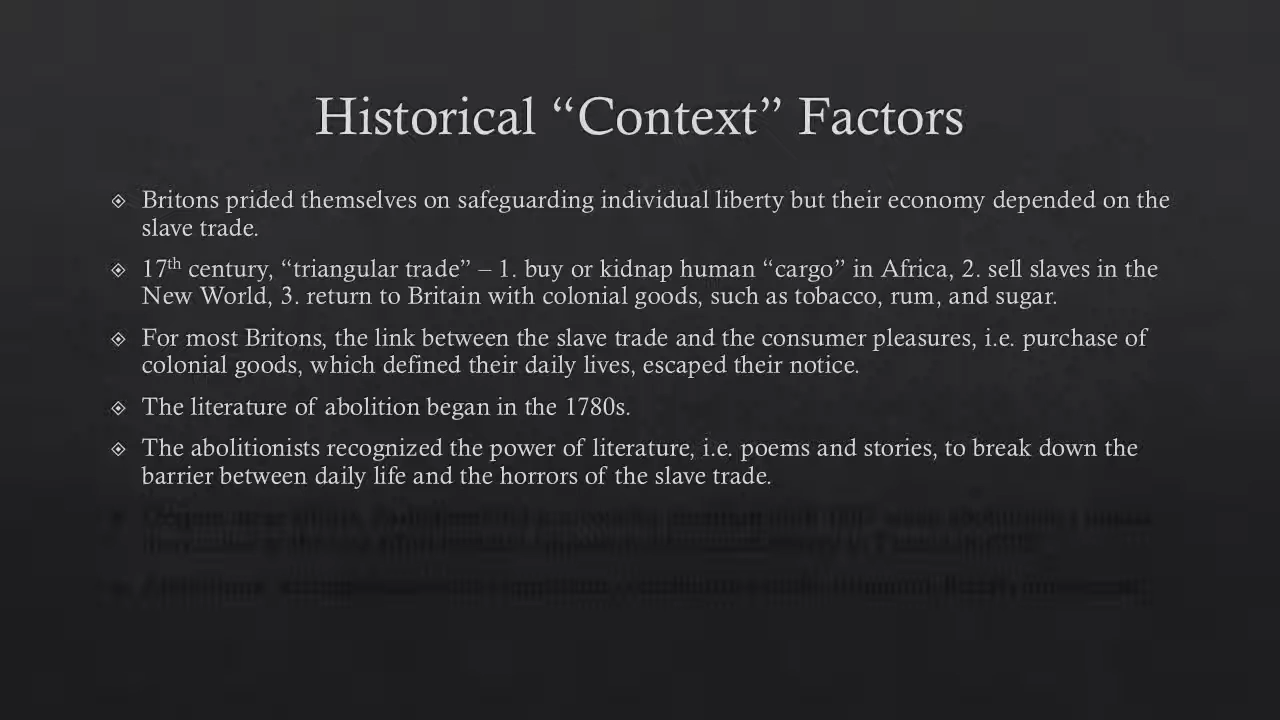 Historical “Context” Factors
Britons prided themselves on safeguarding individual liberty but their economy depended on the
slave trade.
17th century, “triangular trade” – 1. buy or kidnap human “cargo” in Africa, 2. sell slaves in the
New World, 3. return to Britain with colonial goods, such as tobacco, rum, and sugar.
For most Britons, the link between the slave trade and the consumer pleasures, i.e. purchase of
colonial goods, which defined their daily lives, escaped their notice.
The literature of abolition began in the 1780s.
The abolitionists recognized the power of literature, i.e. poems and stories, to break down the
barrier between daily life and the horrors of the slave trade.